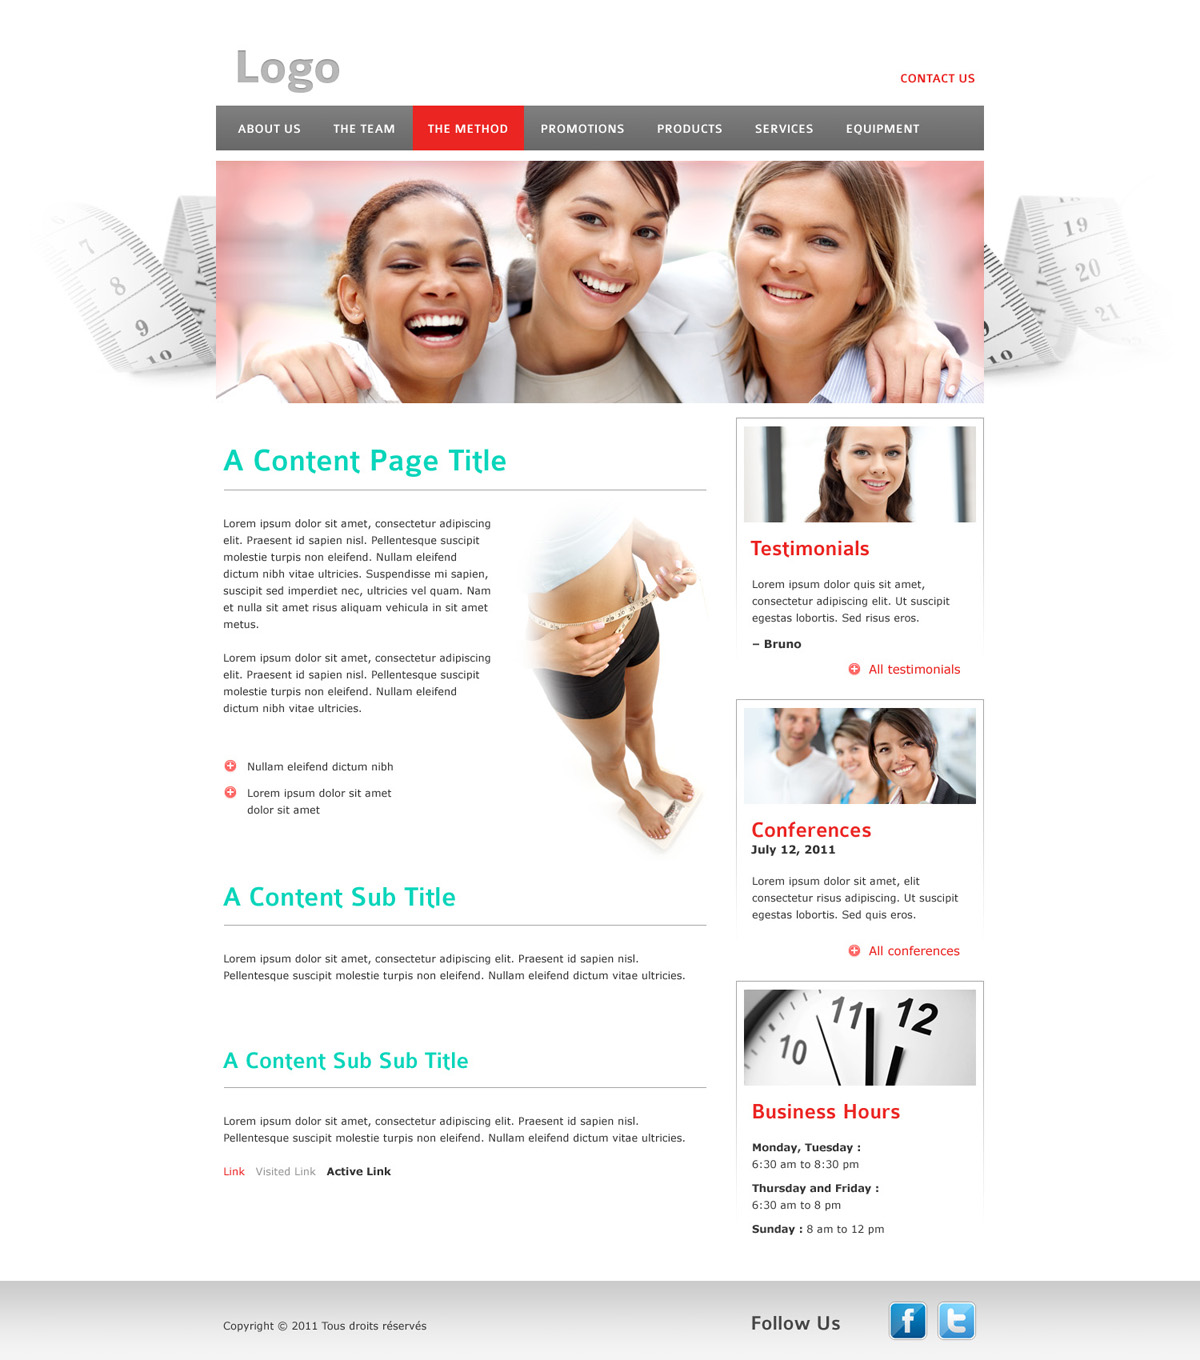 Logo
CONTACT US
ABOUT US THE TEAM THE METHOD PROMOTIONS PRODUCTS SERVICES EQUIPMENT
7
8
9
10
19
20
21
A Content Page Title
Lorem ipsum dolor sit amet, consectetur adipiscing
elit. Praesent id sapien nisl. Pellentesque suscipit
molestie turpis non eleifend. Nullam eleifend
dictum nibh vitae ultricies. Suspendisse mi sapien,
suscipit sed imperdiet nec, ultricies vel quam. Nam
et nulla sit amet risus aliquam vehicula in sit amet
metus.
Lorem ipsum dolor sit amet, consectetur adipiscing
elit. Praesent id sapien nisl. Pellentesque suscipit
molestie turpis non eleifend. Nullam eleifend
dictum nibh vitae ultricies.
Nullam eleifend dictum nibh
Lorem ipsum dolor sit amet
dolor sit amet
A Content Sub Title
Lorem ipsum dolor sit amet, consectetur adipiscing elit. Praesent id sapien nisl.
Pellentesque suscipit molestie turpis non eleifend. Nullam eleifend dictum vitae ultricies.
A Content Sub Sub Title
Lorem ipsum dolor sit amet, consectetur adipiscing elit. Praesent id sapien nisl.
Pellentesque suscipit molestie turpis non eleifend. Nullam eleifend dictum vitae ultricies.
Link Visited Link Active Link
Testimonials
Lorem ipsum dolor quis sit amet,
consectetur adipiscing elit. Ut suscipit
egestas lobortis. Sed risus eros.
– Bruno
All testimonials
Conferences
July 12, 2011
Lorem ipsum dolor sit amet, elit
consectetur risus adipiscing. Ut suscipit
egestas lobortis. Sed quis eros.
All conferences
10 11 12
Business Hours
Monday, Tuesday :
6:30 am to 8:30 pm
Thursday and Friday :
6:30 am to 8 pm
Sunday : 8 am to 12 pm
Copyright © 2011 Tous droits réservés
Follow Us
f t